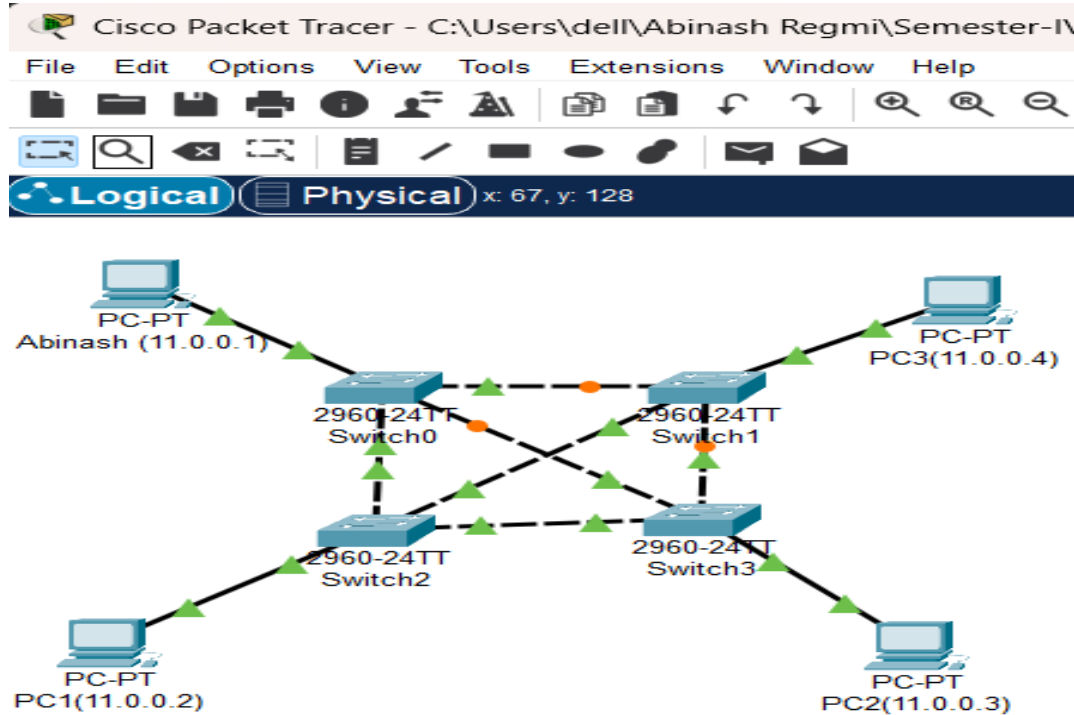 Cisco Packet Tracer - C:\Users\dell\Abinash Regmi\Semester-I
File Edit Options View Tools Extensions Window Help
Logical Physical x: 67, y: 128
PC-PT
Abinash (11.0.0.1)
PC-PT
PC3(11.0.0.4)
2960-24TT
Switch0
2960-24TT
Switch1
2960-24TT
Switch2
2960-24TT
Switch3
PC-PT
PC1(11.0.0.2)
PC-PT
PC2(11.0.0.3)